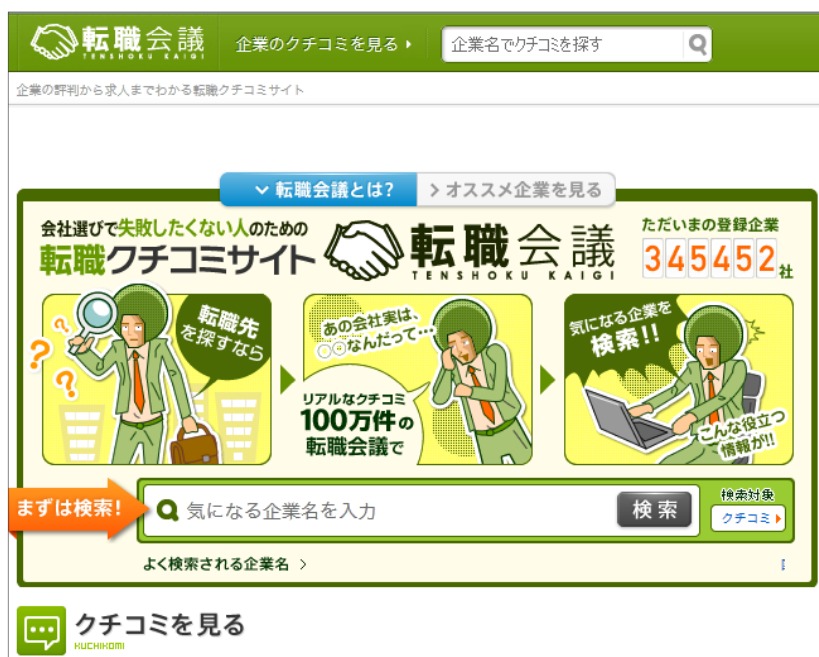 転職会議
TENSHOKU KAIGI
企業のクチコミを見る
企業名でクチコミを探す
企業の評判から求人までわかる転職クチコミサイト
転職会議とは?
オススメ企業を見る
会社選びで失敗したくない人のための
転職クチコミサイト
転職会議
TENSHOKU KAIGI
ただいまの登録企業
345452社
転職先
を探すなら
あの会社実は、
○○なんだって…
リアルなクチコミ
100万件の
転職会議で
気になる企業を
検索!!
こんな役立つ
情報が!!
まずは検索!
気になる企業名を入力
検索
検索対象
クチコミ
よく検索される企業名
クチコミを見る
KUCHIKOMI